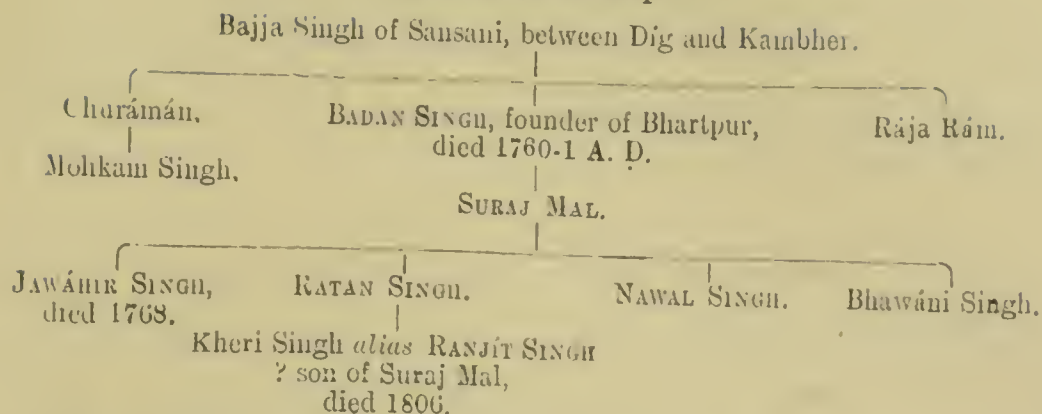 Bajja Singh of Sansani, between Díg and Kambher.
Churámán. BADAN SINGH, founder of Bhartpur, Rája Rám.
died 1760-1 A. D.
Mohkam Singh.
SURAJ MAL.
JAWÁHIR SINGH, RATAN SINGH. NAWAL SINGH. Bhawáni Singh.
died 1768.
Kheri Singh alias RANJÍT SINGH
? son of Suraj Mal,
died 1806.